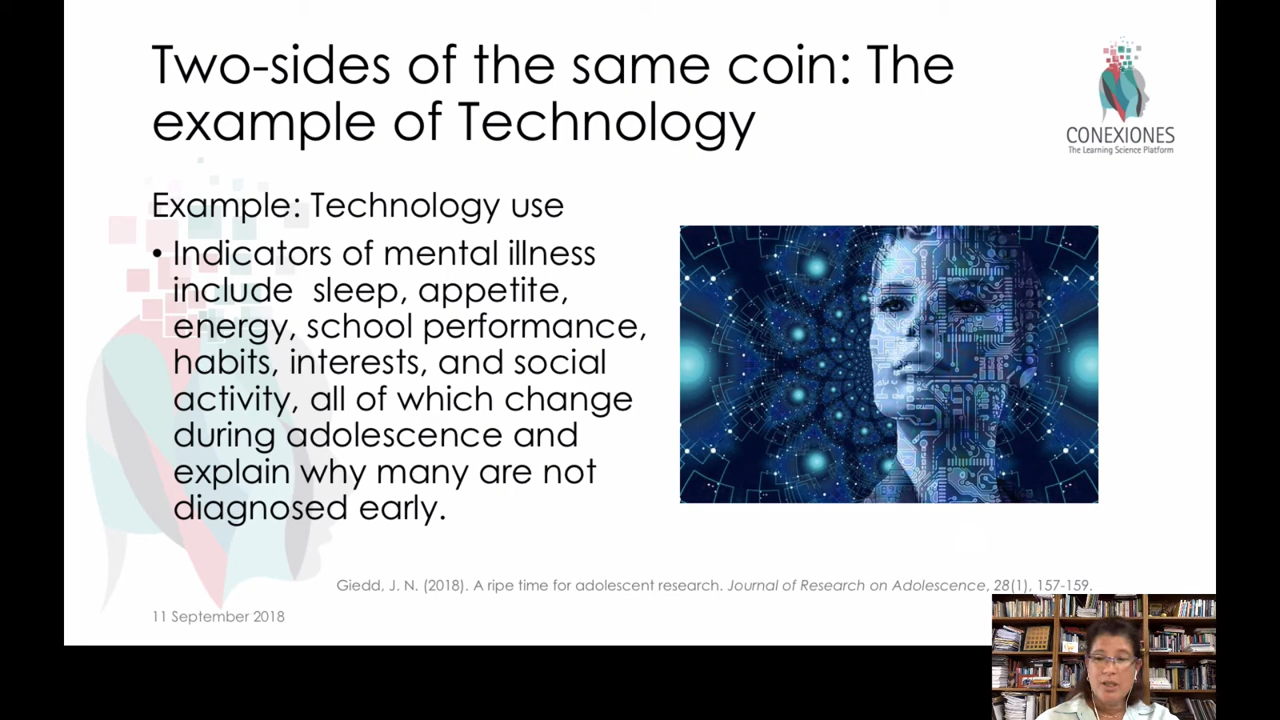 Two-sides of the same coin: The
example of Technology
CONEXIONES
The Learning Science Platform
Example: Technology use
• Indicators of mental illness
include  sleep, appetite,
energy, school performance,
habits, interests, and social
activity, all of which change
during adolescence and
explain why many are not
diagnosed early.
Giedd, J. N. (2018). A ripe time for adolescent research. Journal of Research on Adolescence, 28(1), 157-159.
11 September 2018